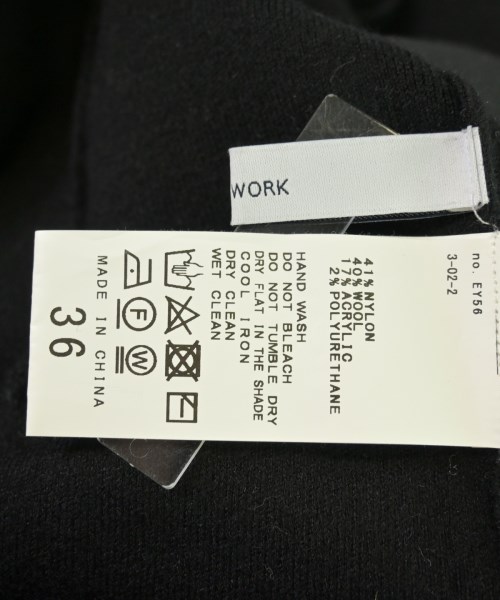 WORK
no. EY56
3-02-2
41% NYLON
40% WOOL
17% ACRYLIC
2% POLYURETHANE
HAND WASH
DO NOT BLEACH
DO NOT TUMBLE DRY
DRY FLAT IN THE SHADE
COOL IRON
DRY CLEAN
WET CLEAN
F W
MADE IN CHINA
36